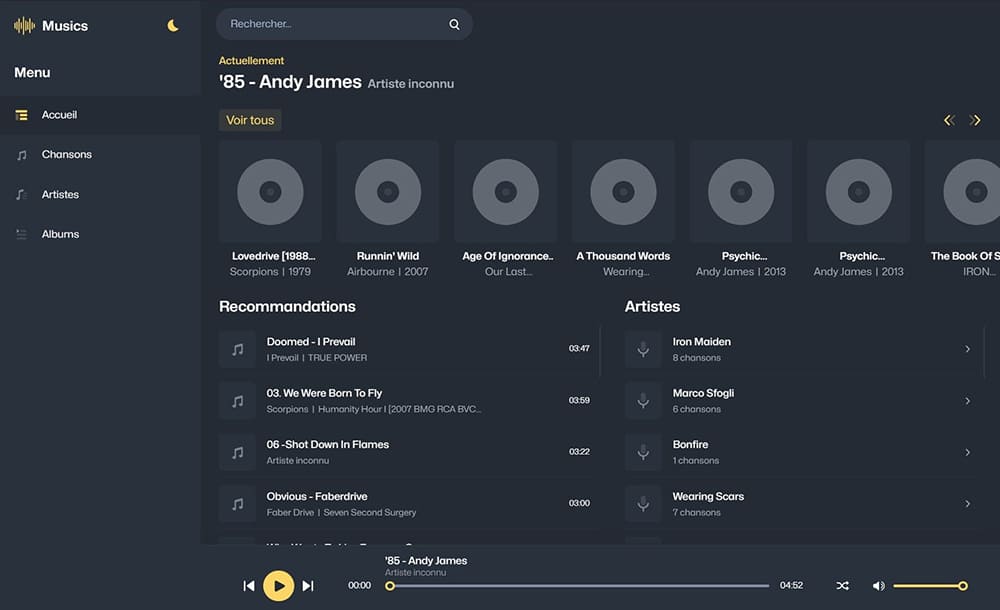 Musics
Rechercher...
Menu
Accueil
Chansons
Artistes
Albums
Actuellement
'85 - Andy James Artiste inconnu
Voir tous
Lovedrive [1988...
Scorpions | 1979
Runnin' Wild
Airbourne | 2007
Age Of Ignorance..
Our Last...
A Thousand Words
Wearing...
Psychic...
Andy James | 2013
Psychic...
Andy James | 2013
The Book Of S
IRON...
Recommandations
Doomed - I Prevail
I Prevail | TRUE POWER
03:47
03. We Were Born To Fly
Scorpions | Humanity Hour I [2007 BMG RCA BVC...
03:59
06 -Shot Down In Flames
Artiste inconnu
03:22
Obvious - Faberdrive
Faber Drive | Seven Second Surgery
03:00
Artistes
Iron Maiden
8 chansons
Marco Sfogli
6 chansons
Bonfire
1 chansons
Wearing Scars
7 chansons
'85 - Andy James
Artiste inconnu
00:00
04:52